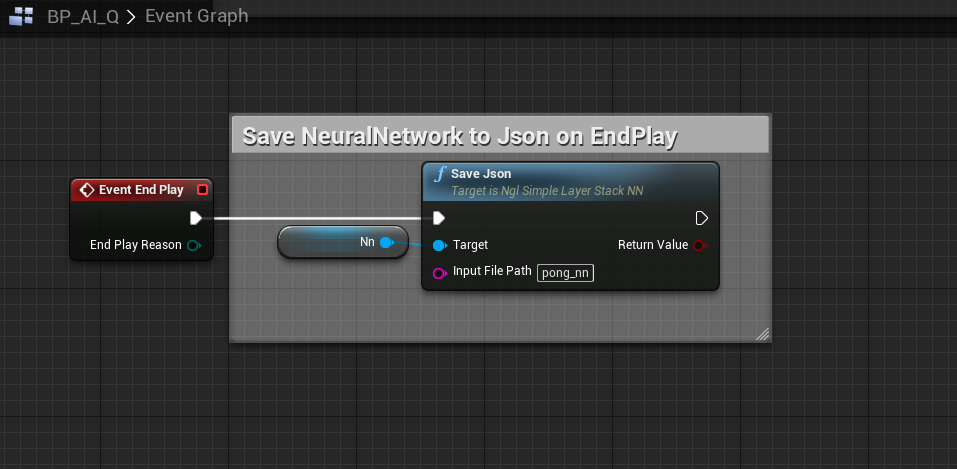 BP_AI_Q > Event Graph
Save NeuralNetwork to Json on EndPlay
Event End Play
End Play Reason
Nn
f Save Json
Target is Ngl Simple Layer Stack NN
Target
Return Value
Input File Path pong_nn